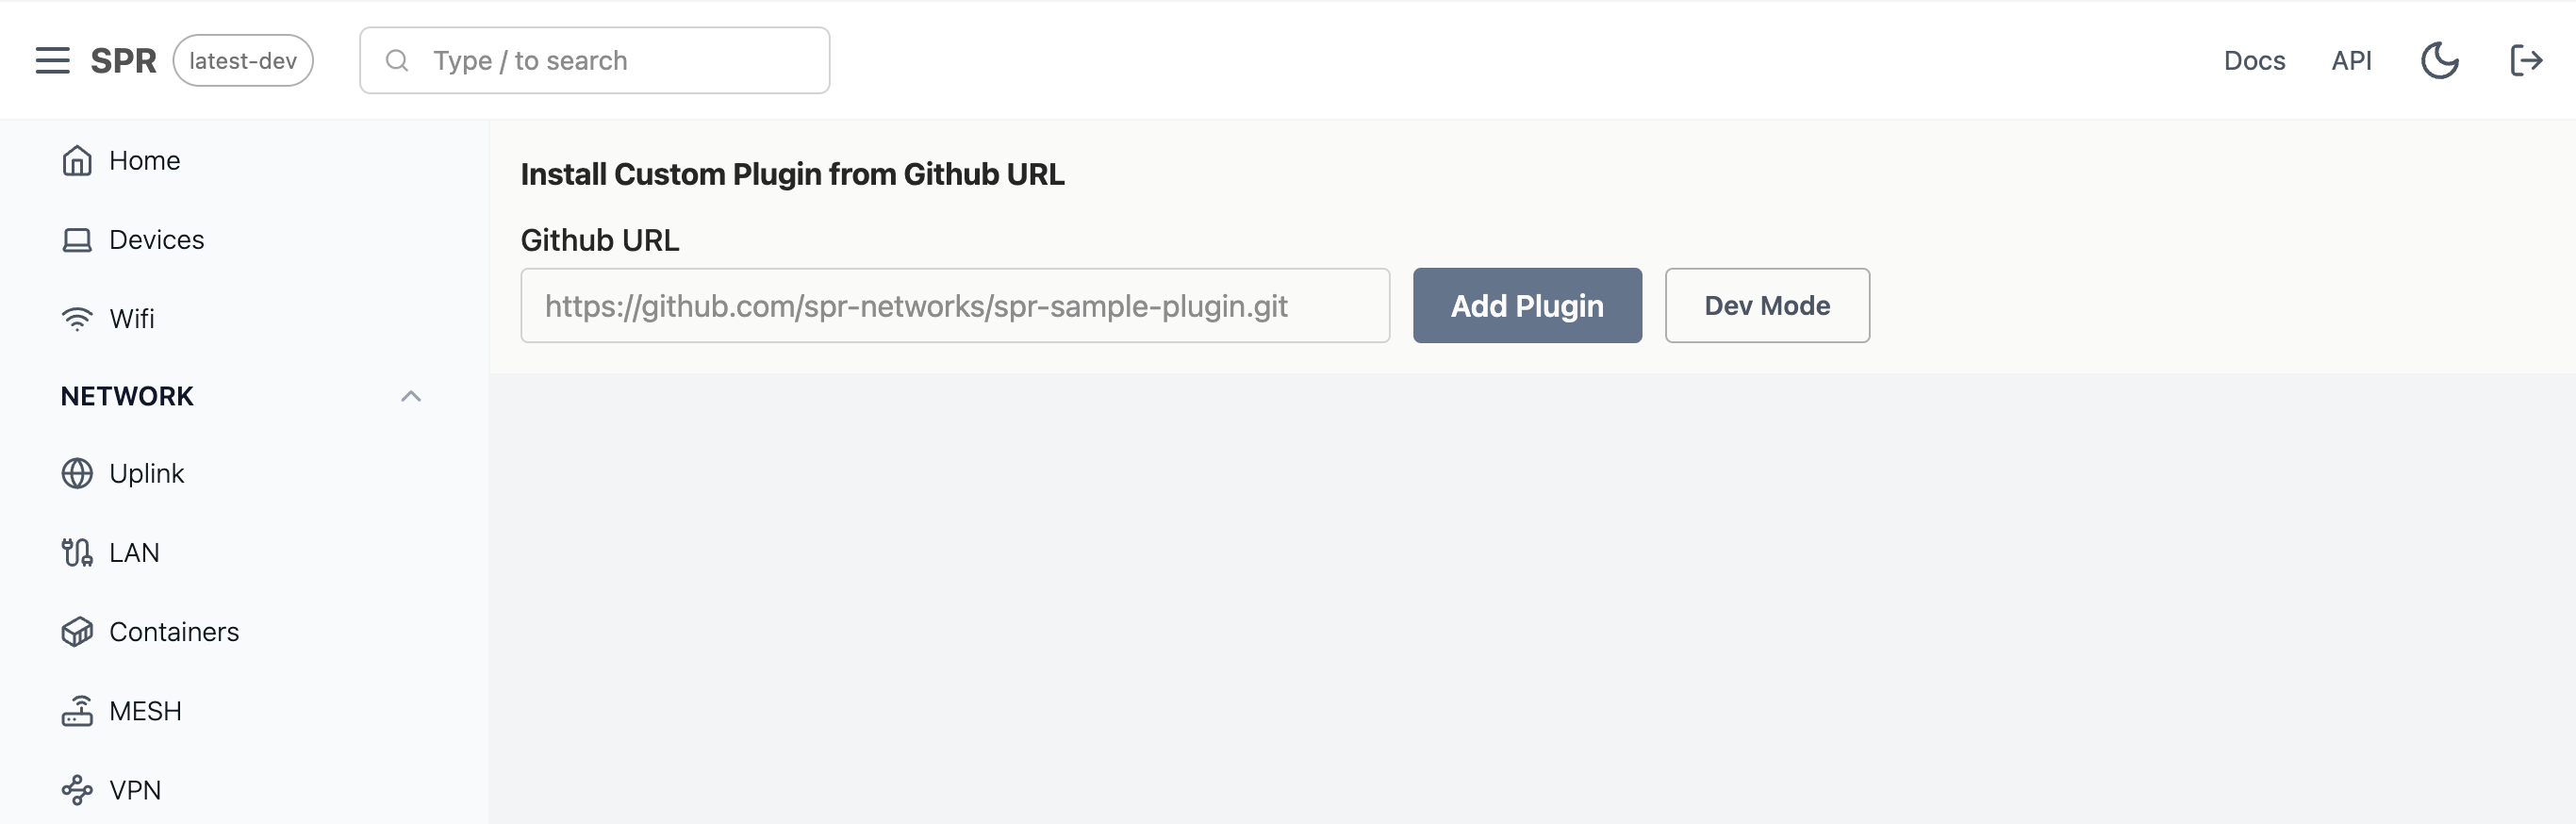 SPR latest-dev Type / to search Docs API
Home
Devices
Wifi
NETWORK
Uplink
LAN
Containers
MESH
VPN
Install Custom Plugin from Github URL
Github URL
https://github.com/spr-networks/spr-sample-plugin.git Add Plugin Dev Mode